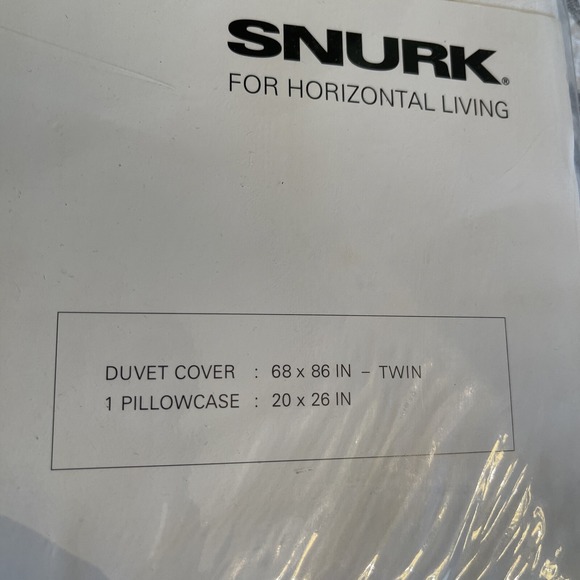 SNURK®
FOR HORIZONTAL LIVING
DUVET COVER : 68 x 86 IN – TWIN
1 PILLOWCASE : 20 x 26 IN